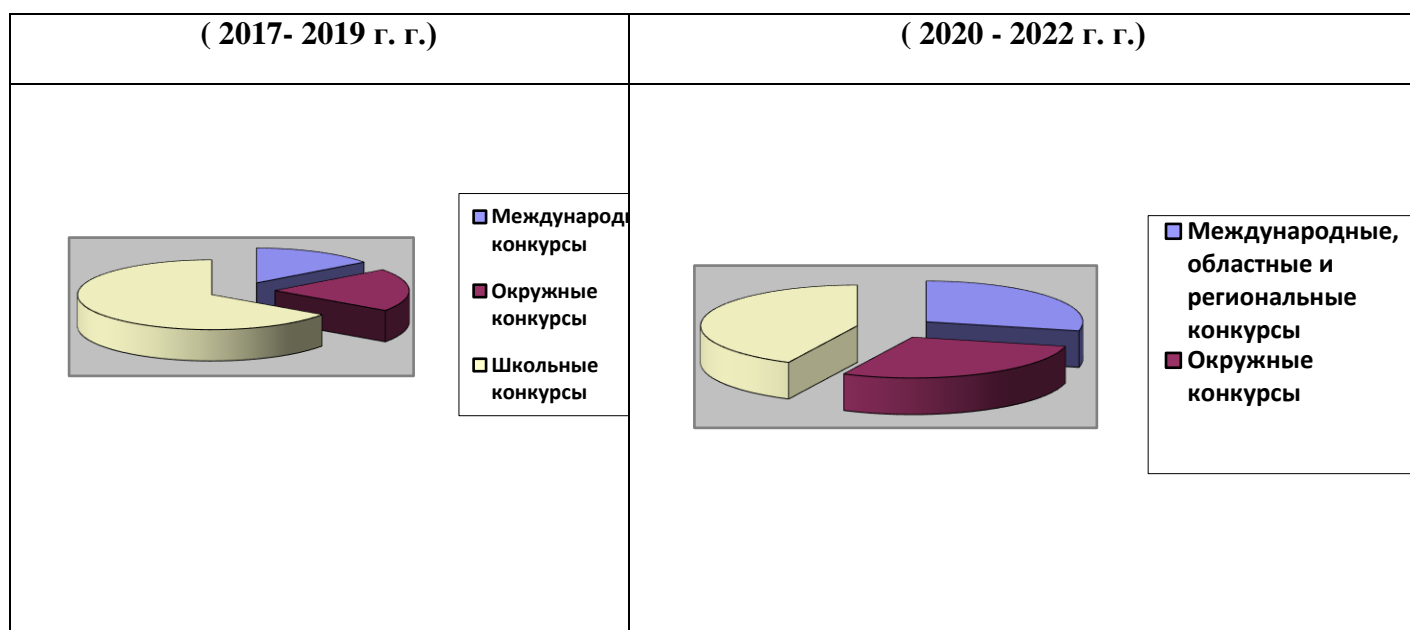 ( 2017- 2019 г. г.)
( 2020 - 2022 г. г.)
конкурсы
Окружные
конкурсы
Школьные
конкурсы
Международные,
областные и
региональные
конкурсы
Окружные
конкурсы